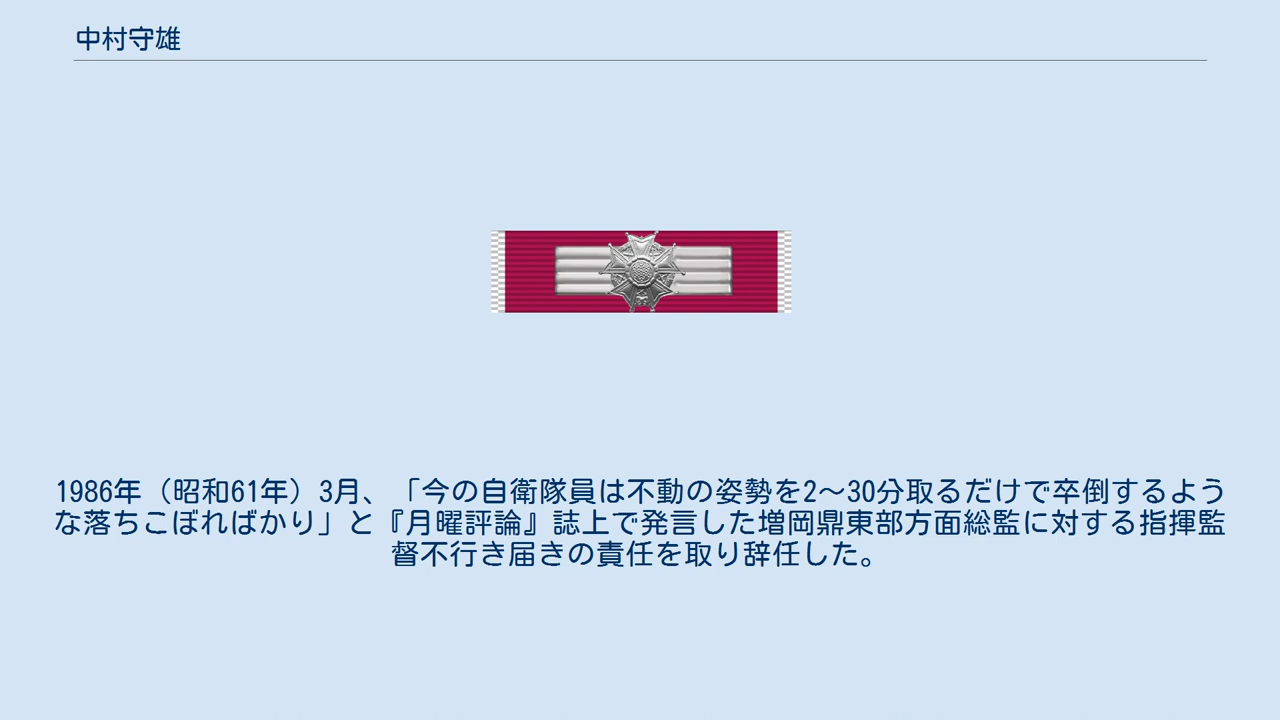 中村守雄
1986年（昭和61年）3月、「今の自衛隊員は不動の姿勢を2～30分取るだけで卒倒するよう
な落ちこぼればかり」と『月曜評論』誌上で発言した増岡鼎東部方面総監に対する指揮監
督不行き届きの責任を取り辞任した。